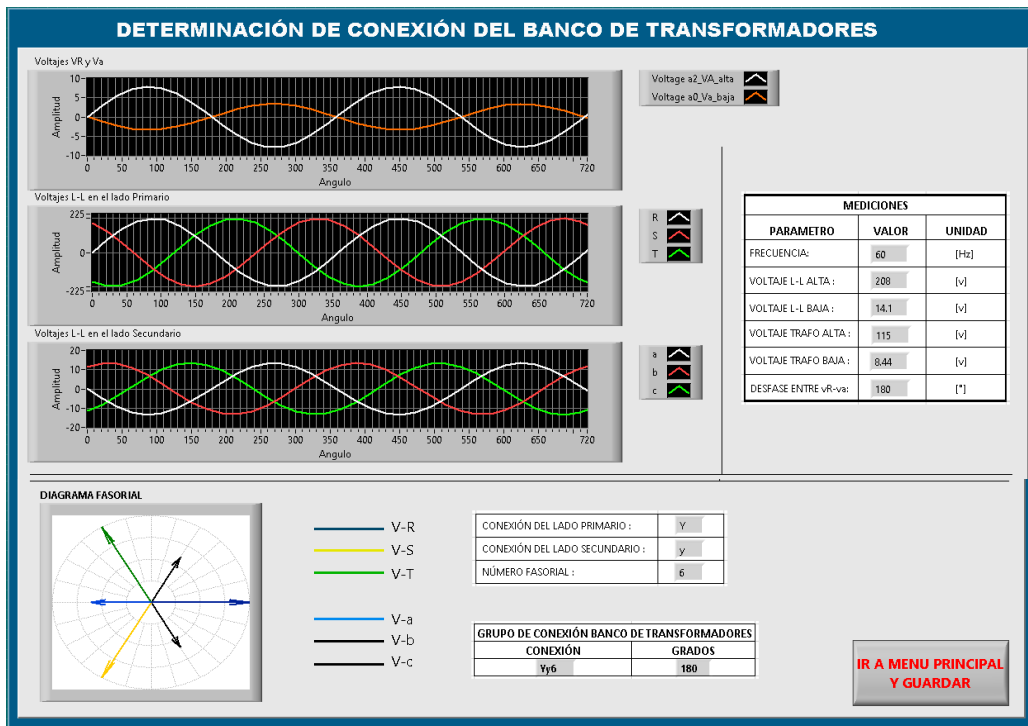 DETERMINACIÓN DE CONEXIÓN DEL BANCO DE TRANSFORMADORES
Voltajes VR y Va
Amplitud
10
5
0
-5
-10
0 50 100 150 200 250 300 350 400 450 500 550 600 650 720
Angulo
Voltage a2_VA_alta
Voltage a0_Va_baja
Voltajes L-L en el lado Primario
Amplitud
225
0
-225
0 50 100 150 200 250 300 350 400 450 500 550 600 650 720
Angulo
R
S
T
Voltajes L-L en el lado Secundario
Amplitud
20
10
0
-10
-20
0 50 100 150 200 250 300 350 400 450 500 550 600 650 720
Angulo
a
b
c
MEDICIONES
PARAMETRO VALOR UNIDAD
FRECUENCIA: 60 [Hz]
VOLTAJE L-L ALTA : 208 [v]
VOLTAJE L-L BAJA : 14.1 [v]
VOLTAJE TRAFO ALTA : 115 [v]
VOLTAJE TRAFO BAJA : 8.44 [v]
DESFASE ENTRE vR-va: 180 [°]
DIAGRAMA FASORIAL
V-R
V-S
V-T
V-a
V-b
V-c
CONEXIÓN DEL LADO PRIMARIO : Y
CONEXIÓN DEL LADO SECUNDARIO : y
NÚMERO FASORIAL : 6
GRUPO DE CONEXIÓN BANCO DE TRANSFORMADORES
CONEXIÓN GRADOS
Yy6 180
IR A MENU PRINCIPAL
Y GUARDAR